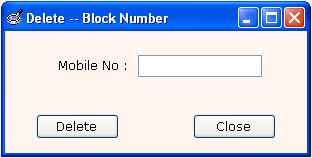 Delete -- Block Number
Mobile No :
Delete Close